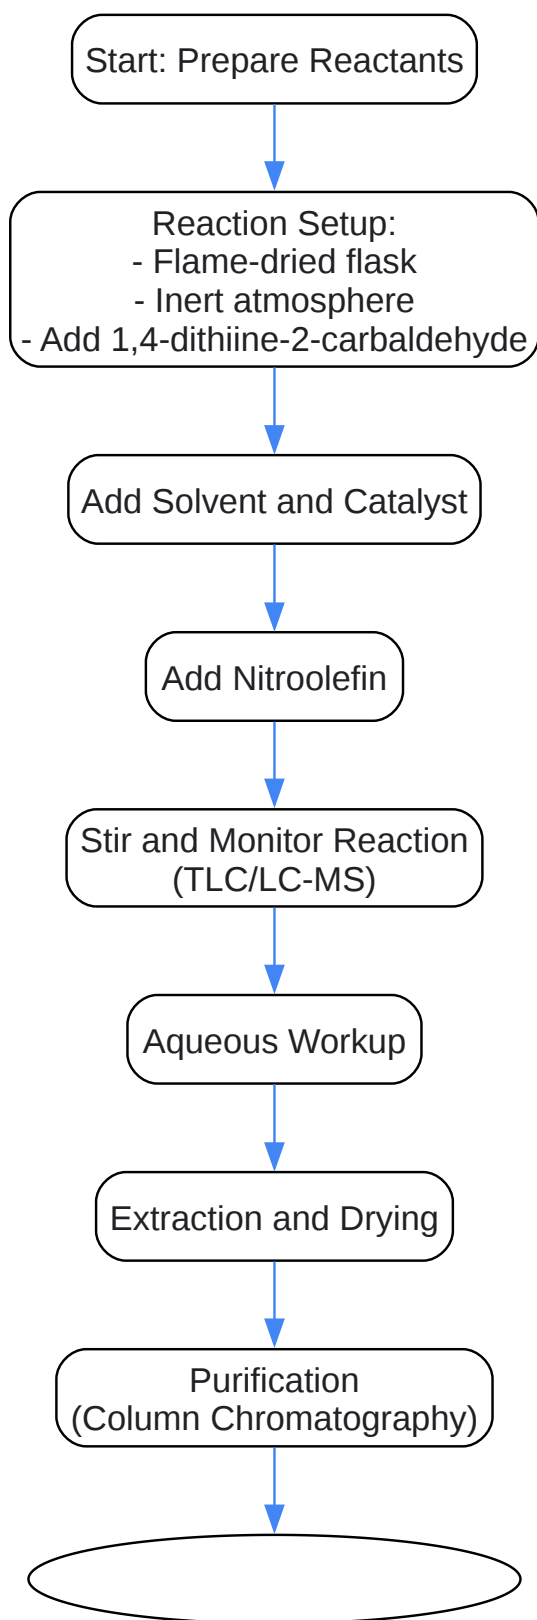 Start: Prepare Reactants
Reaction Setup:
- Flame-dried flask
- Inert atmosphere
- Add 1,4-dithiine-2-carbaldehyde
Add Solvent and Catalyst
Add Nitroolefin
Stir and Monitor Reaction
(TLC/LC-MS)
Aqueous Workup
Extraction and Drying
Purification
(Column Chromatography)